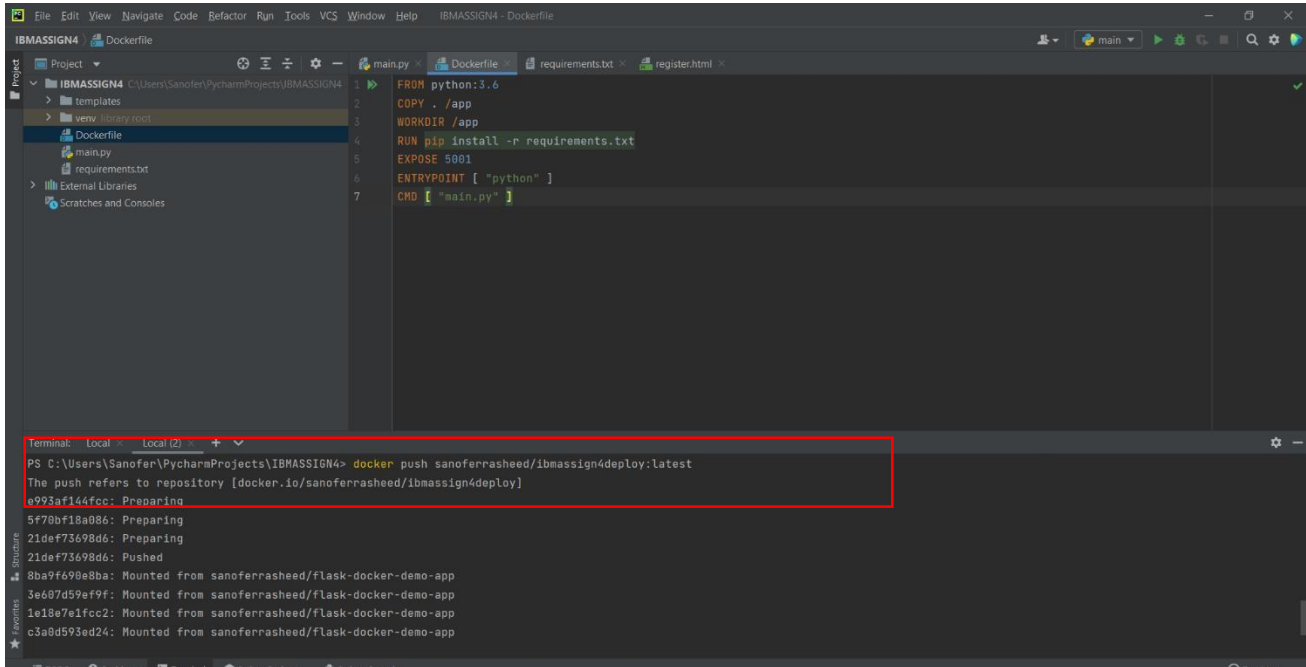 File Edit View Navigate Code Refactor Run Tools VCS Window Help IBMASSIGN4 - Dockerfile
IBMASSIGN4 Dockerfile main
Project
Project main.py Dockerfile requirements.txt register.html
IBMASSIGN4 C:\Users\Sanofer\PycharmProjects\IBMASSIGN4
templates
venv library root
Dockerfile
main.py
requirements.txt
External Libraries
Scratches and Consoles
1 FROM python:3.6
2 COPY . /app
3 WORKDIR /app
4 RUN pip install -r requirements.txt
5 EXPOSE 5001
6 ENTRYPOINT [ "python" ]
7 CMD [ "main.py" ]
Terminal: Local Local (2)
PS C:\Users\Sanofer\PycharmProjects\IBMASSIGN4> docker push sanoferrasheed/ibmassign4deploy:latest
The push refers to repository [docker.io/sanoferrasheed/ibmassign4deploy]
e993af144fcc: Preparing
5f70bf18a086: Preparing
21def73698d6: Preparing
21def73698d6: Pushed
8ba9f690e8ba: Mounted from sanoferrasheed/flask-docker-demo-app
3e607d59ef9f: Mounted from sanoferrasheed/flask-docker-demo-app
1e18e7e1fcc2: Mounted from sanoferrasheed/flask-docker-demo-app
c3a0d593ed24: Mounted from sanoferrasheed/flask-docker-demo-app
Structure
Favorites